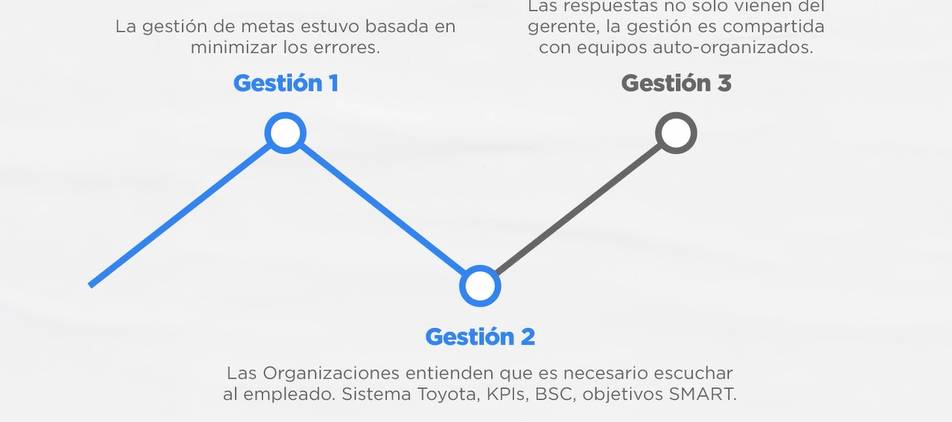 La gestión de metas estuvo basada en
minimizar los errores.
Gestión 1
Las respuestas no solo vienen del
gerente, la gestión es compartida
con equipos auto-organizados.
Gestión 3
Gestión 2
Las Organizaciones entienden que es necesario escuchar
al empleado. Sistema Toyota, KPIs, BSC, objetivos SMART.